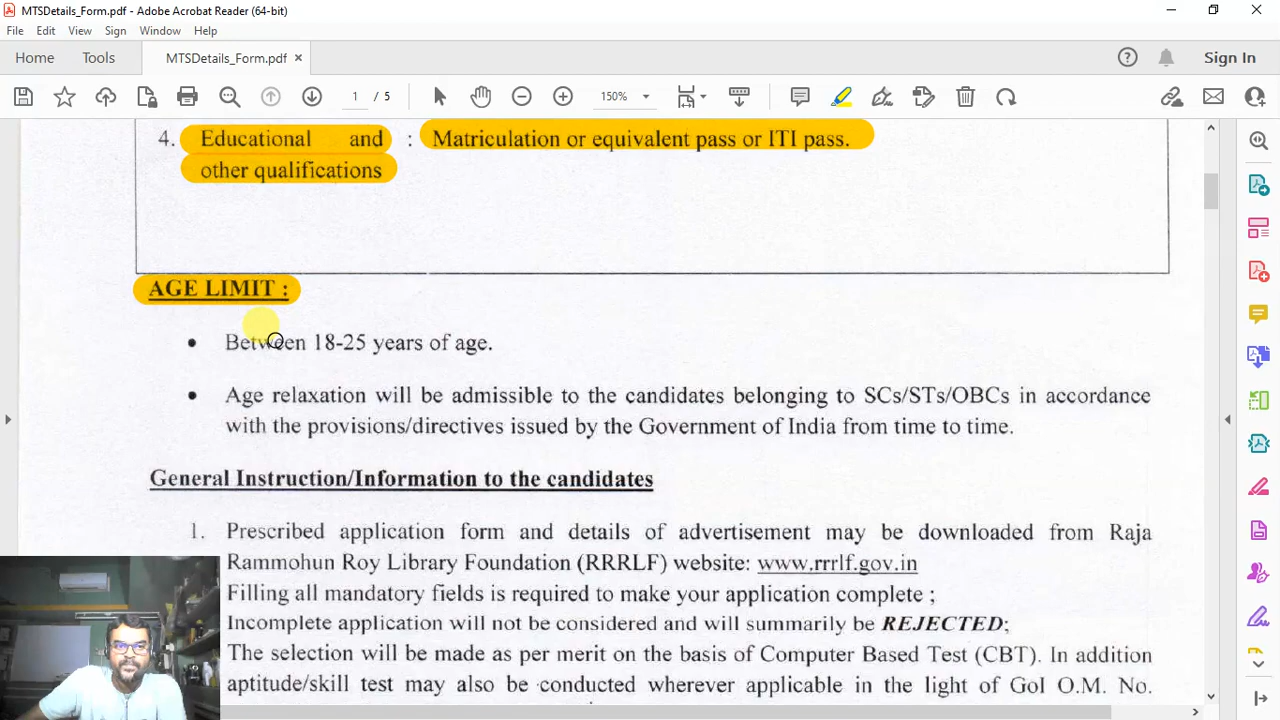 MTSDetails_Form.pdf - Adobe Acrobat Reader (64-bit)
File Edit View Sign Window Help
Home Tools MTSDetails_Form.pdf × Sign In
1 / 5 150%
4. Educational and : Matriculation or equivalent pass or ITI pass.
other qualifications
AGE LIMIT :
• Between 18-25 years of age.
• Age relaxation will be admissible to the candidates belonging to SCs/STs/OBCs in accordance
with the provisions/directives issued by the Government of India from time to time.
General Instruction/Information to the candidates
1. Prescribed application form and details of advertisement may be downloaded from Raja
Rammohun Roy Library Foundation (RRRLF) website: www.rrrlf.gov.in
Filling all mandatory fields is required to make your application complete ;
Incomplete application will not be considered and will summarily be REJECTED;
The selection will be made as per merit on the basis of Computer Based Test (CBT). In addition
aptitude/skill test may also be conducted wherever applicable in the light of GoI O.M. No.